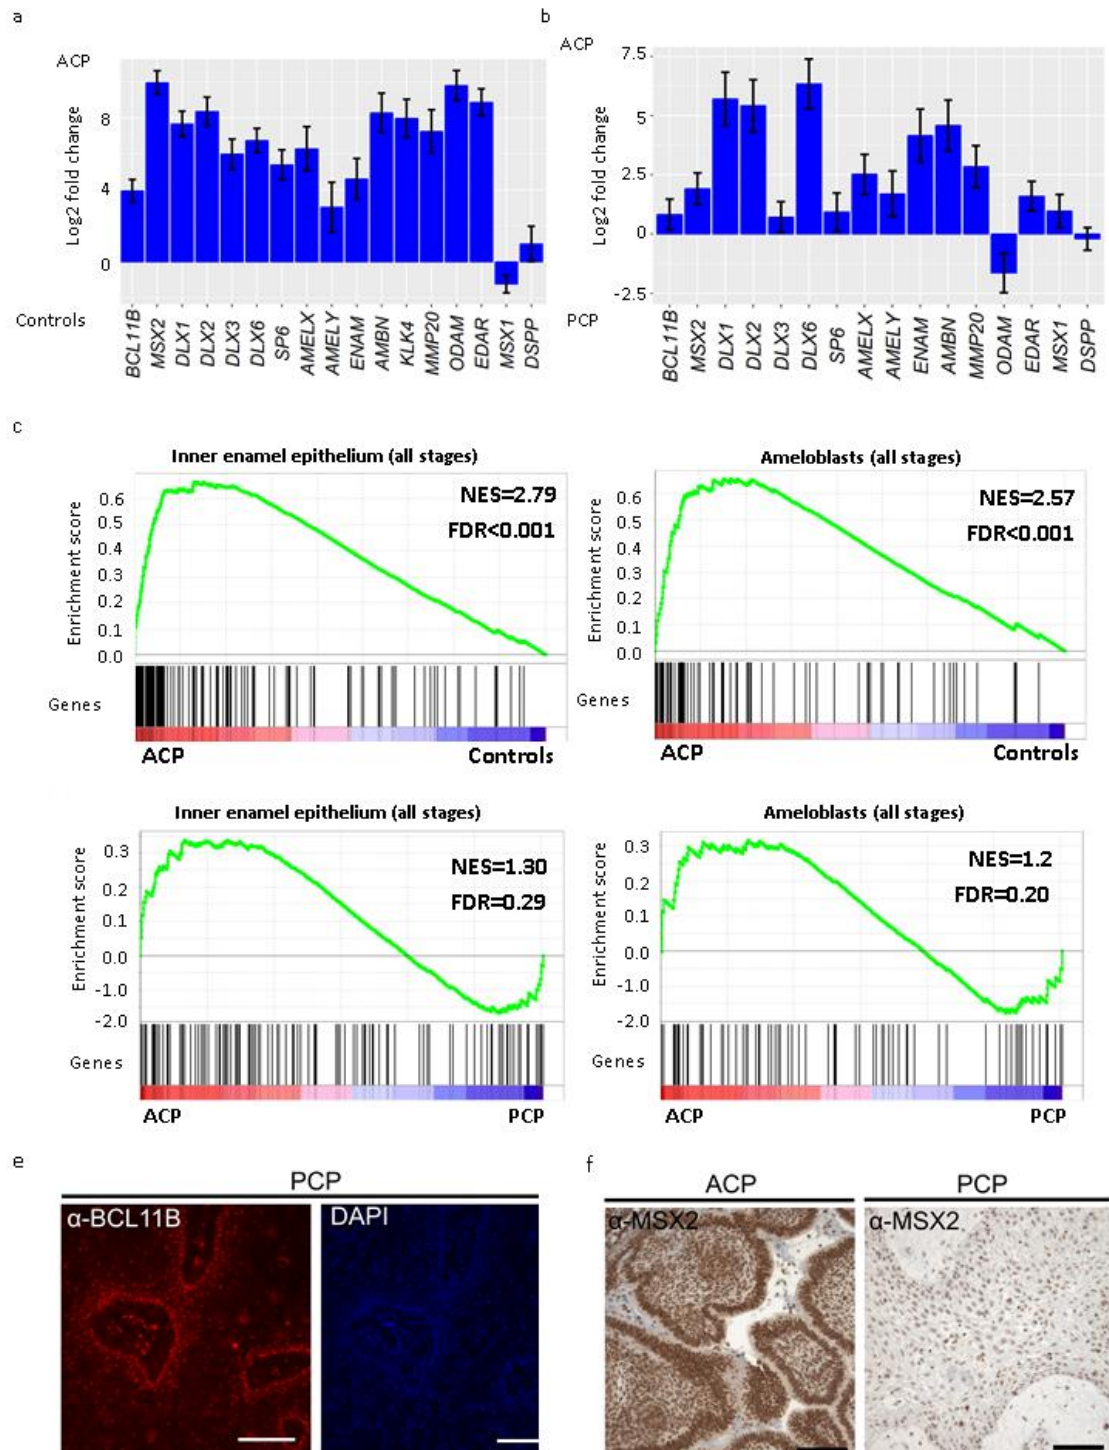 a
ACP
Log2 fold change
8
4
0
Controls
BCL11B
MSX2
DLX1
DLX2
DLX3
DLX6
SP6
AMELX
AMELY
ENAM
AMBN
KLK4
MMP20
ODAM
EDAR
MSX1
DSPP
b
ACP
Log2 fold change
7.5
5.0
2.5
0
-2.5
PCP
BCL11B
MSX2
DLX1
DLX2
DLX3
DLX6
SP6
AMELX
AMELY
ENAM
AMBN
MMP20
ODAM
EDAR
MSX1
DSPP
c
Inner enamel epithelium (all stages)
NES=2.79
FDR<0.001
Enrichment score
0.6
0.5
0.4
0.3
0.2
0.1
0.0
Genes
ACP
Controls
Ameloblasts (all stages)
NES=2.57
FDR<0.001
Enrichment score
0.6
0.5
0.4
0.3
0.2
0.1
0.0
Genes
ACP
Controls
Inner enamel epithelium (all stages)
NES=1.30
FDR=0.29
Enrichment score
0.3
0.2
0.1
0.0
-1.0
-2.0
Genes
ACP
PCP
Ameloblasts (all stages)
NES=1.2
FDR=0.20
Enrichment score
0.3
0.2
0.1
0.0
-1.0
-2.0
Genes
ACP
PCP
e
PCP
α-BCL11B
DAPI
f
ACP
α-MSX2
PCP
α-MSX2